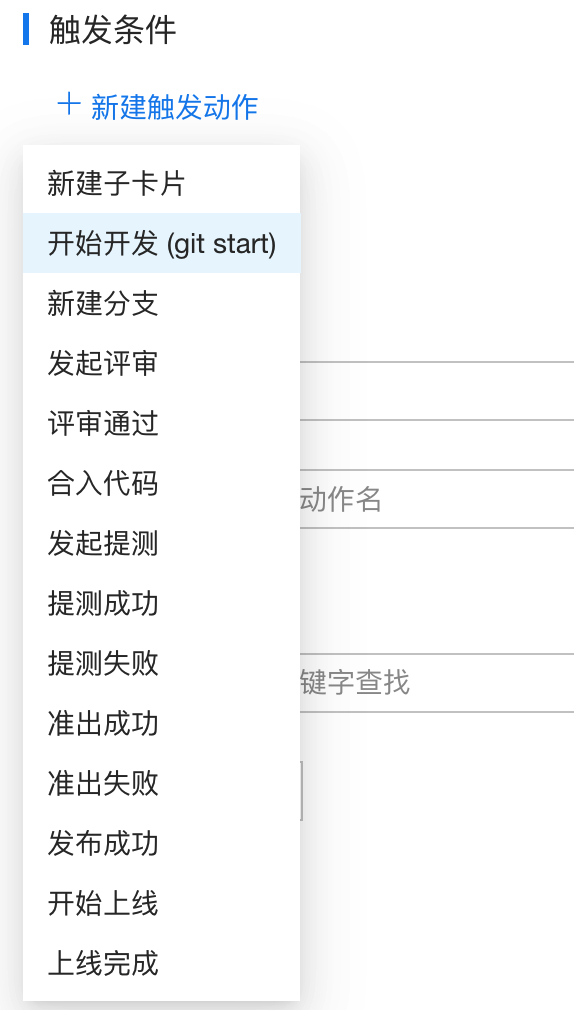 触发条件
+ 新建触发动作
新建子卡片
开始开发 (git start)
新建分支
发起评审
评审通过
合入代码
动作名
发起提测
提测成功
提测失败
键字查找
准出成功
准出失败
发布成功
开始上线
上线完成